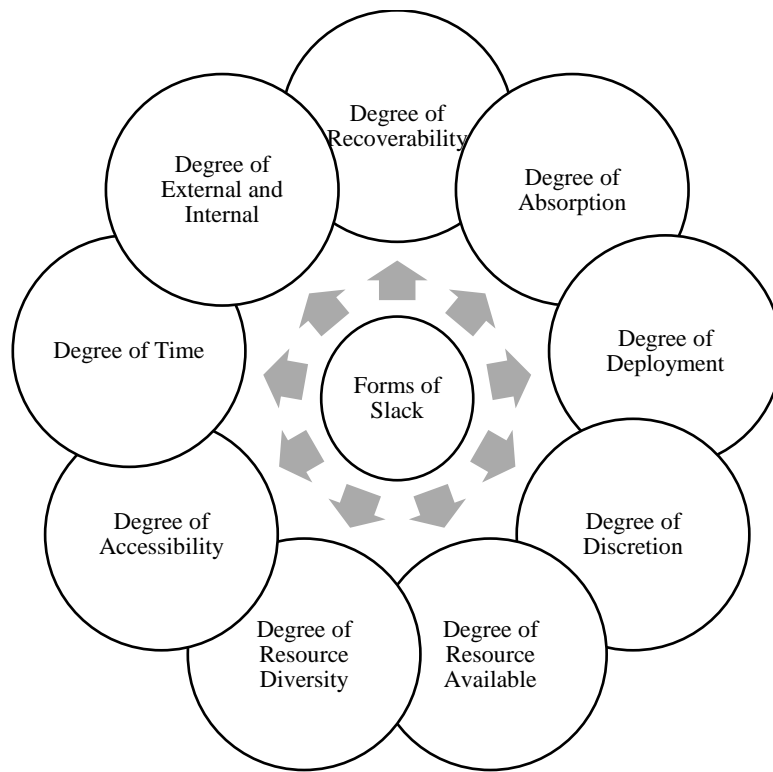 Degree of
Recoverability
Degree of
Absorption
Degree of
Deployment
Degree of
Discretion
Degree of
Resource
Available
Degree of
Resource
Diversity
Degree of
Accessibility
Degree of Time
Degree of
External and
Internal
Forms of
Slack